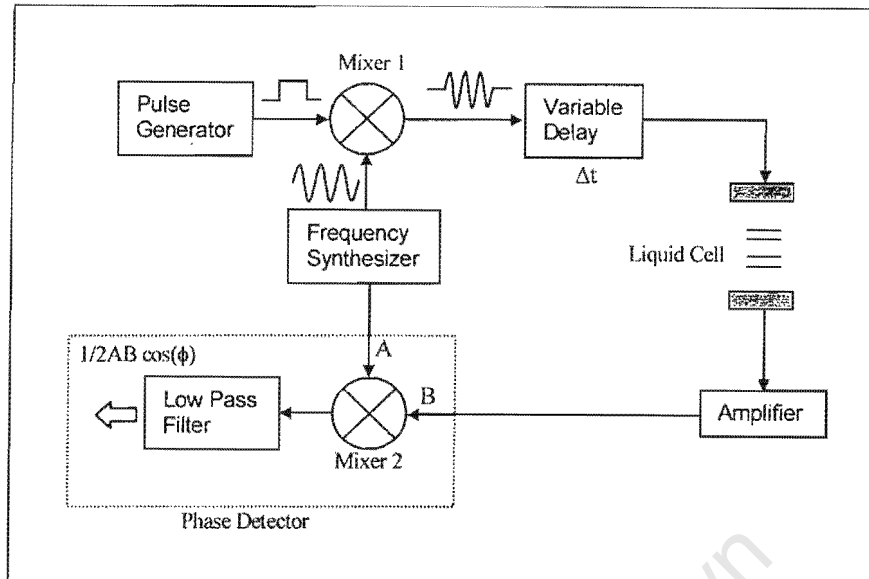 Mixer 1
Pulse
Generator
Variable
Delay
Δt
Frequency
Synthesizer
Liquid Cell
1/2AB cos(ϕ)
A
Low Pass
Filter
B
Amplifier
Mixer 2
Phase Detector